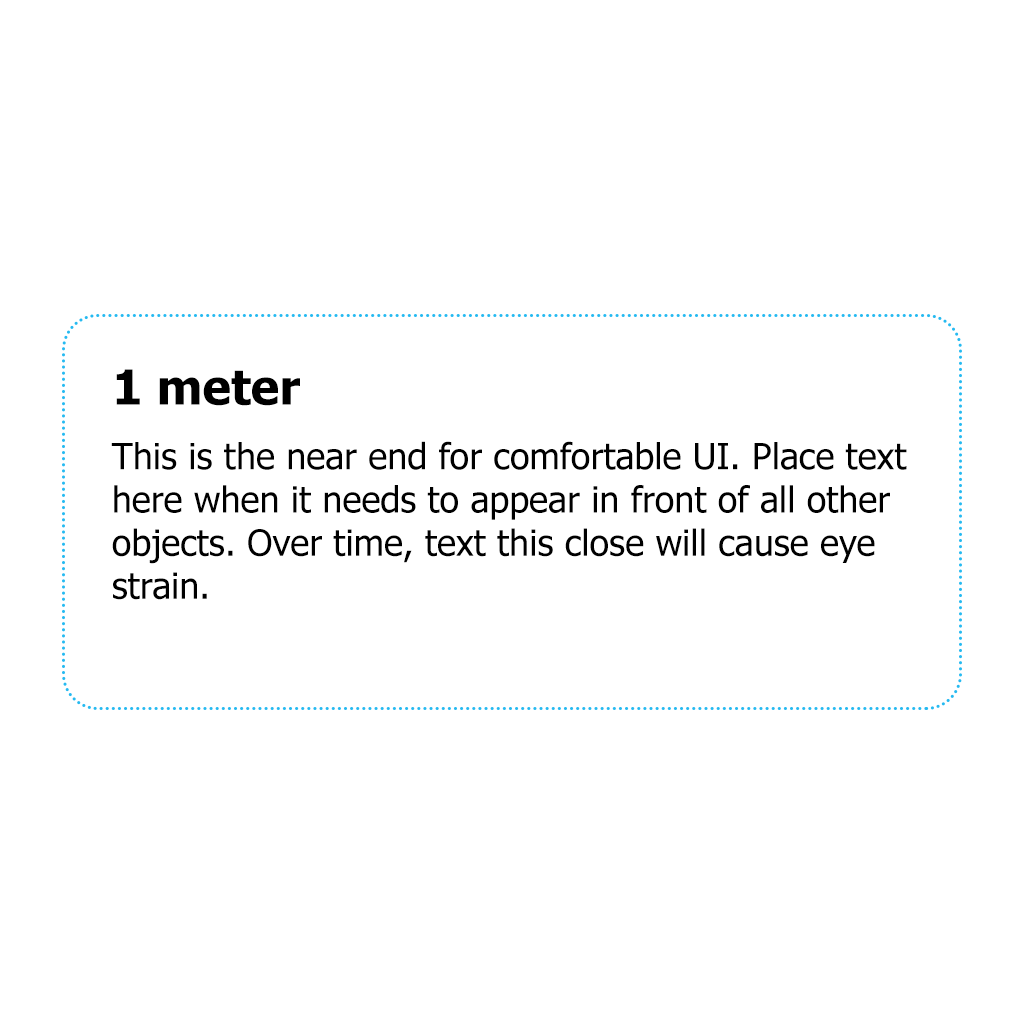 1 meter
This is the near end for comfortable UI. Place text
here when it needs to appear in front of all other
objects. Over time, text this close will cause eye
strain.